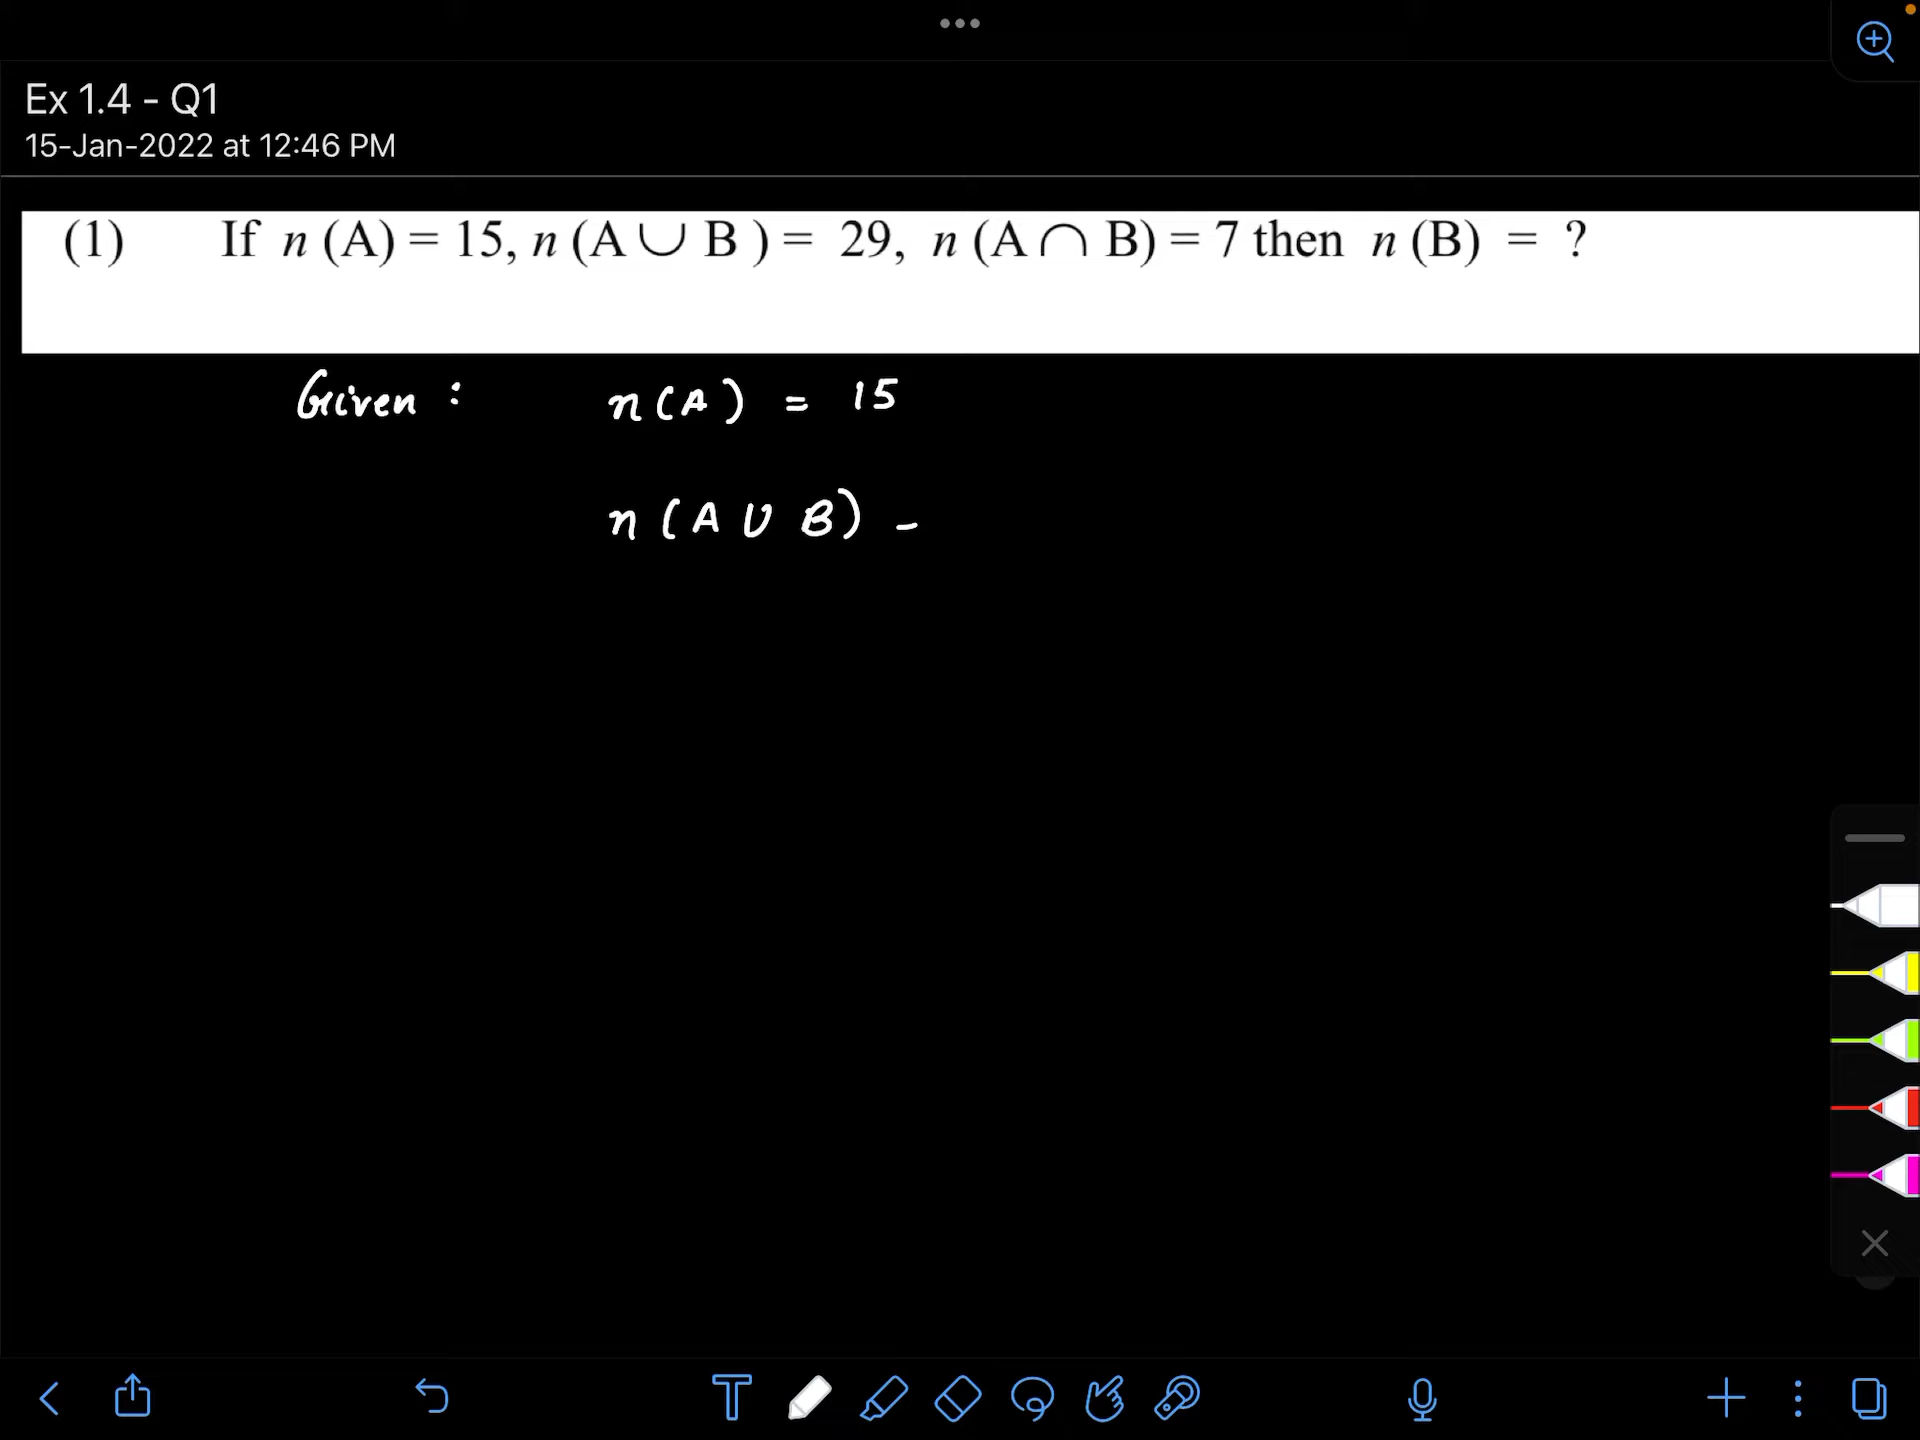 Ex 1.4 - Q1
15-Jan-2022 at 12:46 PM
(1) If n (A) = 15, n (A ∪ B ) = 29, n (A ∩ B) = 7 then n (B) = ?
Given : n(A) = 15
n (A ∪ B) -